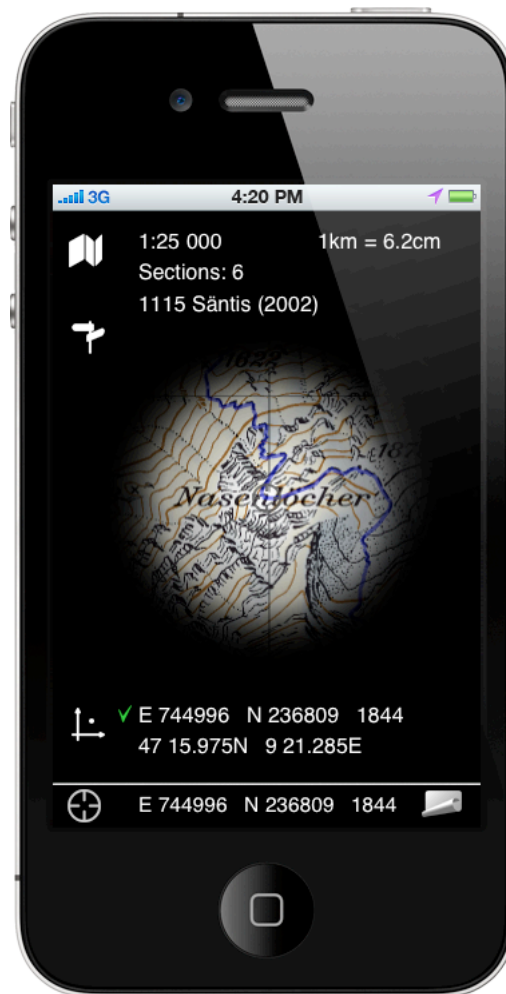 3G 4:20 PM
1:25 000 1km = 6.2cm
Sections: 6
1115 Säntis (2002)
1622
187
Nasenlöcher
E 744996 N 236809 1844
47 15.975N 9 21.285E
E 744996 N 236809 1844